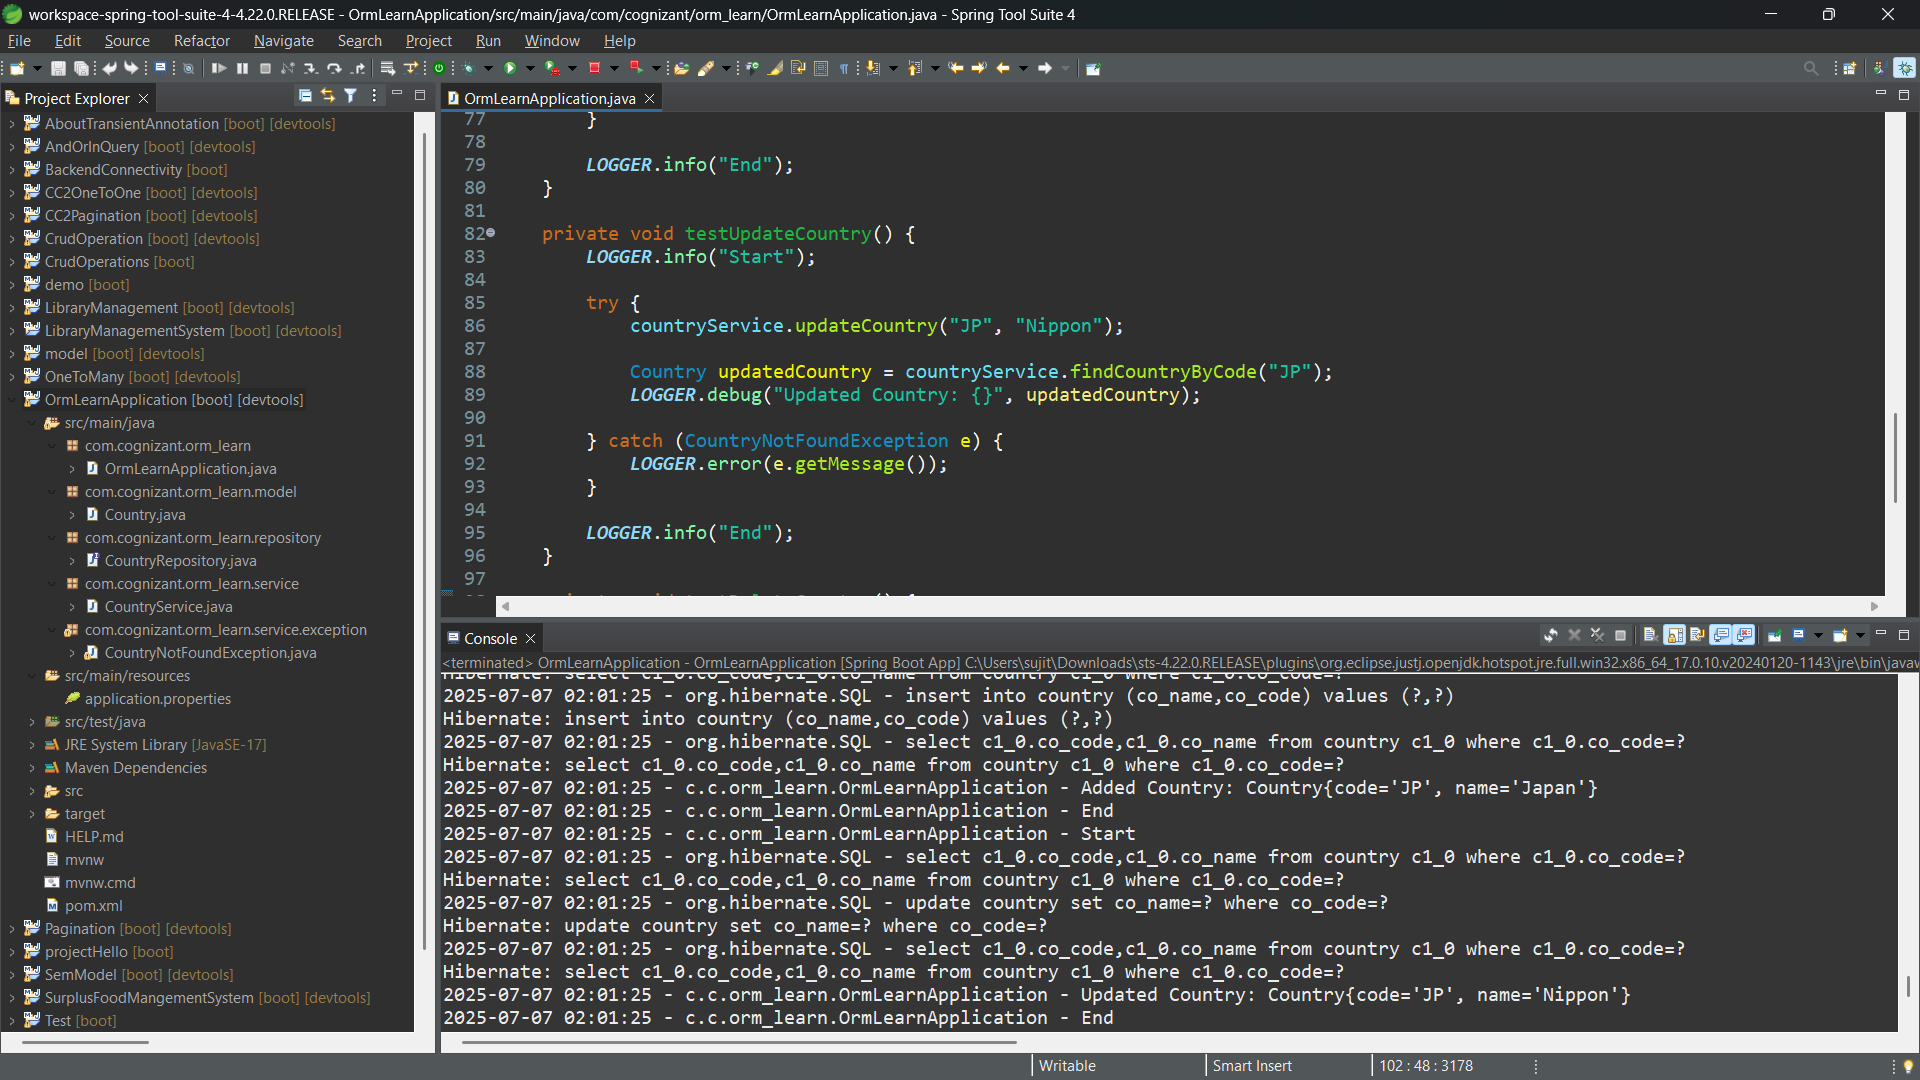 workspace-spring-tool-suite-4-4.22.0.RELEASE - OrmLearnApplication/src/main/java/com/cognizant/orm_learn/OrmLearnApplication.java - Spring Tool Suite 4
File Edit Source Refactor Navigate Search Project Run Window Help
Project Explorer
AboutTransientAnnotation [boot] [devtools]
AndOrInQuery [boot] [devtools]
BackendConnectivity [boot]
CC2OneToOne [boot] [devtools]
CC2Pagination [boot] [devtools]
CrudOperation [boot] [devtools]
CrudOperations [boot]
demo [boot]
LibraryManagement [boot] [devtools]
LibraryManagementSystem [boot] [devtools]
model [boot] [devtools]
OneToMany [boot] [devtools]
OrmLearnApplication [boot] [devtools]
src/main/java
com.cognizant.orm_learn
OrmLearnApplication.java
com.cognizant.orm_learn.model
Country.java
com.cognizant.orm_learn.repository
CountryRepository.java
com.cognizant.orm_learn.service
CountryService.java
com.cognizant.orm_learn.service.exception
CountryNotFoundException.java
src/main/resources
application.properties
src/test/java
JRE System Library [JavaSE-17]
Maven Dependencies
src
target
HELP.md
mvnw
mvnw.cmd
pom.xml
Pagination [boot] [devtools]
projectHello [boot]
SemModel [boot] [devtools]
SurplusFoodMangementSystem [boot] [devtools]
Test [boot]
OrmLearnApplication.java
77 }
78
79 LOGGER.info("End");
80 }
81
82 private void testUpdateCountry() {
83 LOGGER.info("Start");
84
85 try {
86 countryService.updateCountry("JP", "Nippon");
87
88 Country updatedCountry = countryService.findCountryByCode("JP");
89 LOGGER.debug("Updated Country: {}", updatedCountry);
90
91 } catch (CountryNotFoundException e) {
92 LOGGER.error(e.getMessage());
93 }
94
95 LOGGER.info("End");
96 }
97
Console
<terminated> OrmLearnApplication - OrmLearnApplication [Spring Boot App] C:\Users\sujit\Downloads\sts-4.22.0.RELEASE\plugins\org.eclipse.justj.openjdk.hotspot.jre.full.win32.x86_64_17.0.10.v20240120-1143\jre\bin\javaw
Hibernate: select c1_0.co_code,c1_0.co_name from country c1_0 where c1_0.co_code=?
2025-07-07 02:01:25 - org.hibernate.SQL - insert into country (co_name,co_code) values (?,?)
Hibernate: insert into country (co_name,co_code) values (?,?)
2025-07-07 02:01:25 - org.hibernate.SQL - select c1_0.co_code,c1_0.co_name from country c1_0 where c1_0.co_code=?
Hibernate: select c1_0.co_code,c1_0.co_name from country c1_0 where c1_0.co_code=?
2025-07-07 02:01:25 - c.c.orm_learn.OrmLearnApplication - Added Country: Country{code='JP', name='Japan'}
2025-07-07 02:01:25 - c.c.orm_learn.OrmLearnApplication - End
2025-07-07 02:01:25 - c.c.orm_learn.OrmLearnApplication - Start
2025-07-07 02:01:25 - org.hibernate.SQL - select c1_0.co_code,c1_0.co_name from country c1_0 where c1_0.co_code=?
Hibernate: select c1_0.co_code,c1_0.co_name from country c1_0 where c1_0.co_code=?
2025-07-07 02:01:25 - org.hibernate.SQL - update country set co_name=? where co_code=?
Hibernate: update country set co_name=? where co_code=?
2025-07-07 02:01:25 - org.hibernate.SQL - select c1_0.co_code,c1_0.co_name from country c1_0 where c1_0.co_code=?
Hibernate: select c1_0.co_code,c1_0.co_name from country c1_0 where c1_0.co_code=?
2025-07-07 02:01:25 - c.c.orm_learn.OrmLearnApplication - Updated Country: Country{code='JP', name='Nippon'}
2025-07-07 02:01:25 - c.c.orm_learn.OrmLearnApplication - End
Writable Smart Insert 102 : 48 : 3178